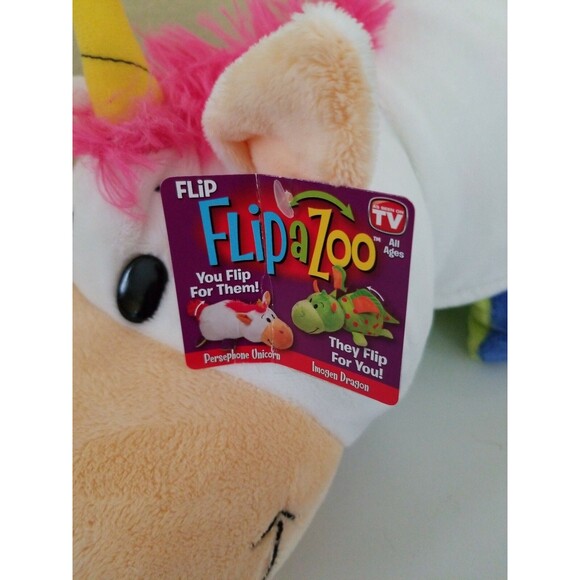 FLiP
FLiPaZoo™
AS SEEN ON
TV
All
Ages
You Flip
For Them!
Persephone Unicorn
They Flip
For You!
Imogen Dragon